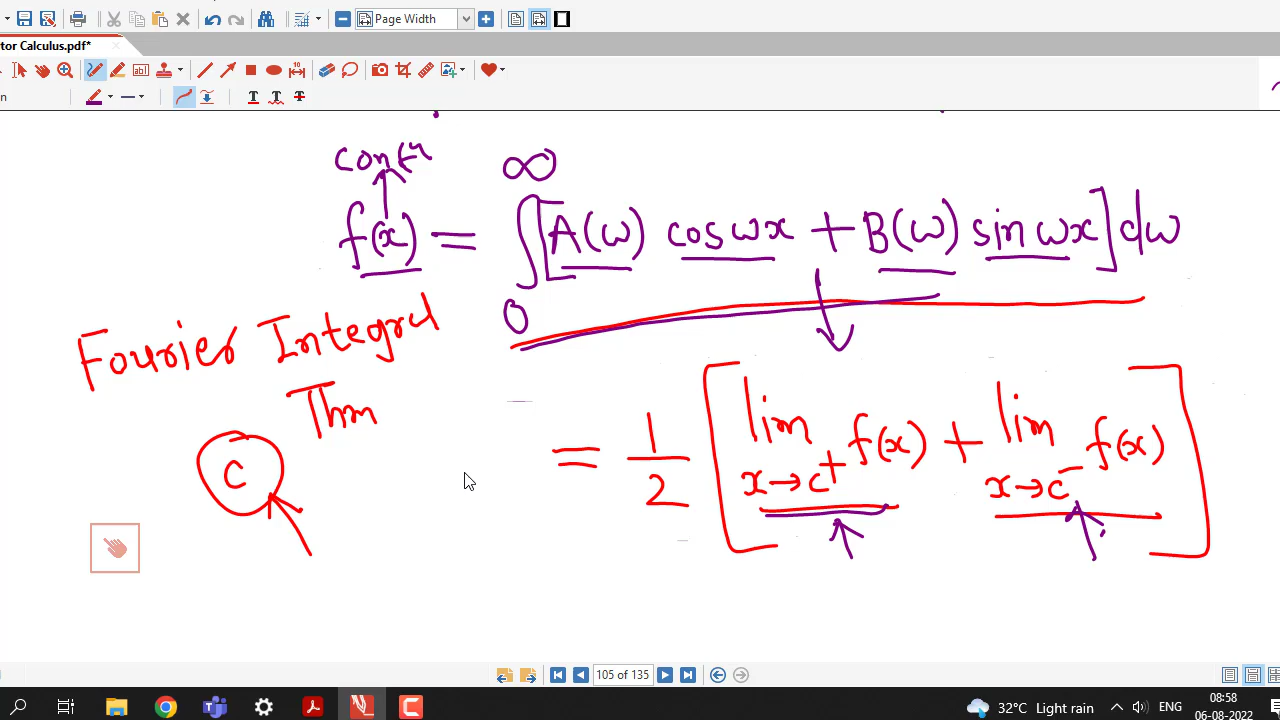 Page Width
tor Calculus.pdf*
contⁿ
f(x) = ∫₀^∞ [A(ω) cos ωx + B(ω) sin ωx] dω
Fourier Integral
Thm
= 1/2 [lim x→c⁺ f(x) + lim x→c⁻ f(x)]
c
105 of 135
32°C Light rain
ENG
08:58
06-08-2022